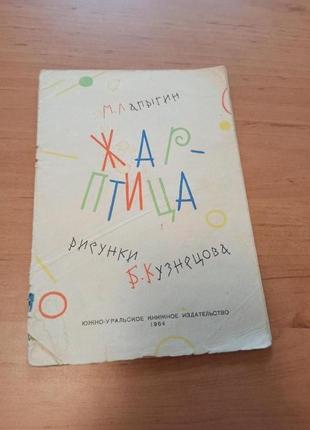 М. Лапыгин
ЖАР-
ПТИЦА
рисунки
Б. Кузнецова
ЮЖНО-УРАЛЬСКОЕ КНИЖНОЕ ИЗДАТЕЛЬСТВО
1964